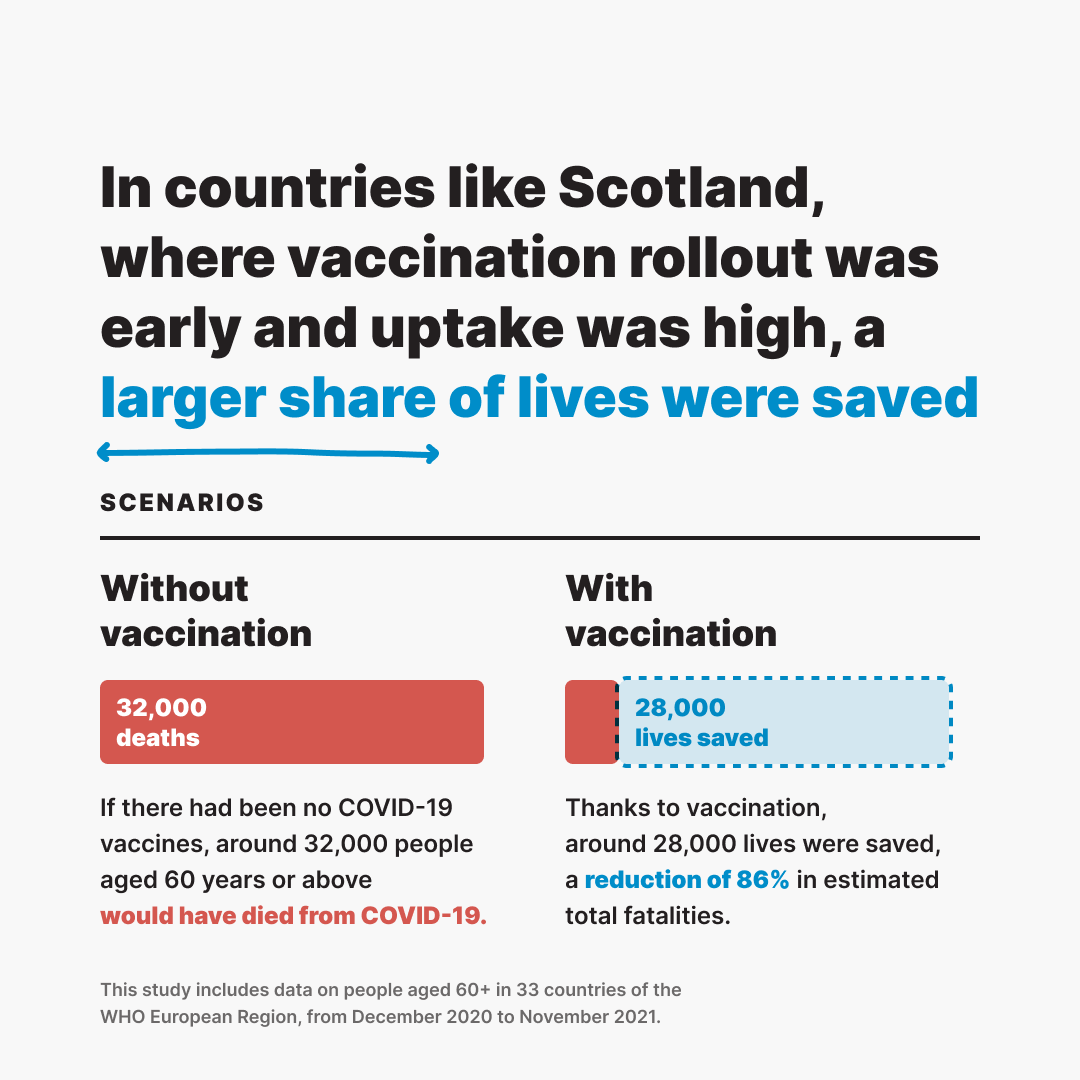 In countries like Scotland,
where vaccination rollout was
early and uptake was high, a
larger share of lives were saved
SCENARIOS
Without
vaccination
32,000
deaths
If there had been no COVID-19
vaccines, around 32,000 people
aged 60 years or above
would have died from COVID-19.
With
vaccination
28,000
lives saved
Thanks to vaccination,
around 28,000 lives were saved,
a reduction of 86% in estimated
total fatalities.
This study includes data on people aged 60+ in 33 countries of the
WHO European Region, from December 2020 to November 2021.